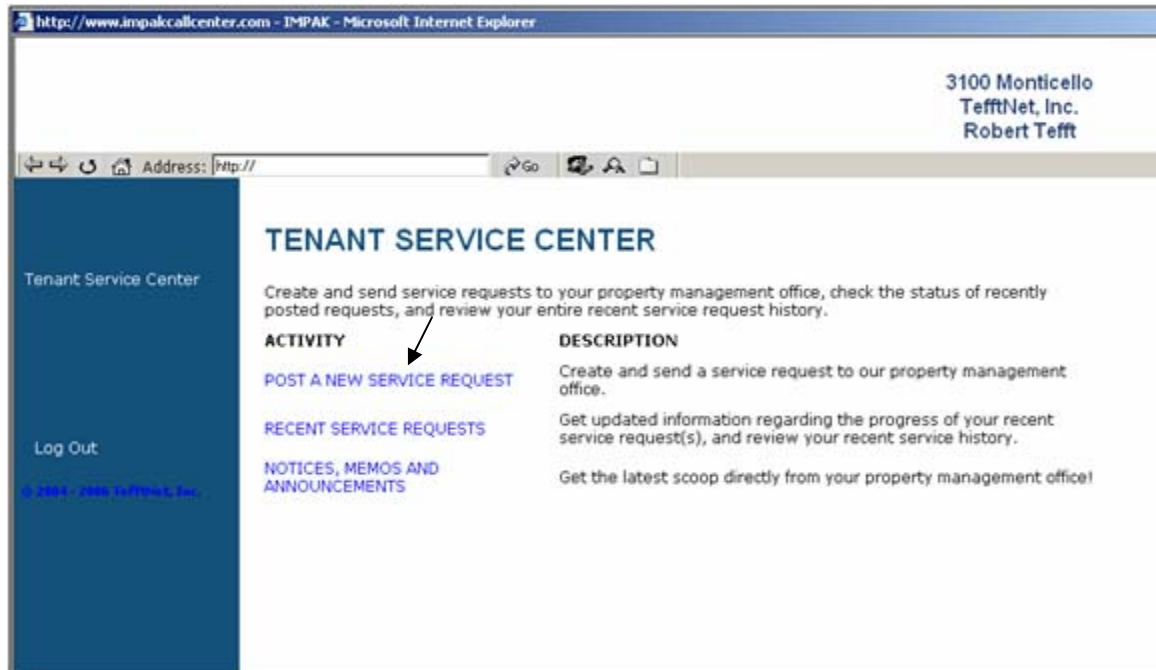 http://www.impakcallcenter.com - IMPAK - Microsoft Internet Explorer
3100 Monticello
TefftNet, Inc.
Robert Tefft
Address: http://
Go
Tenant Service Center
Log Out
© 2004 - 2006 TefftNet, Inc.
TENANT SERVICE CENTER
Create and send service requests to your property management office, check the status of recently
posted requests, and review your entire recent service request history.
ACTIVITY
DESCRIPTION
POST A NEW SERVICE REQUEST
Create and send a service request to our property management
office.
RECENT SERVICE REQUESTS
Get updated information regarding the progress of your recent
service request(s), and review your recent service history.
NOTICES, MEMOS AND
ANNOUNCEMENTS
Get the latest scoop directly from your property management office!